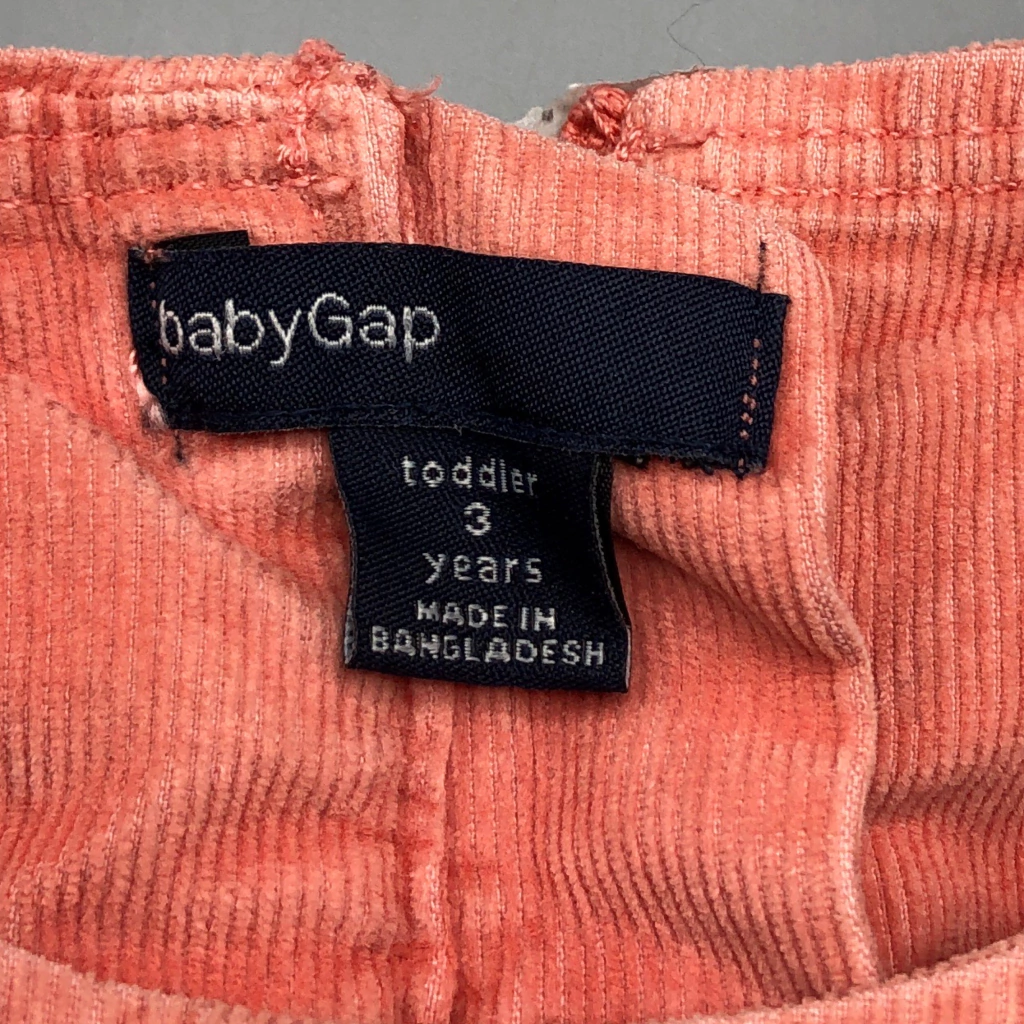 babyGap
toddler
3
years
MADE IN
BANGLADESH